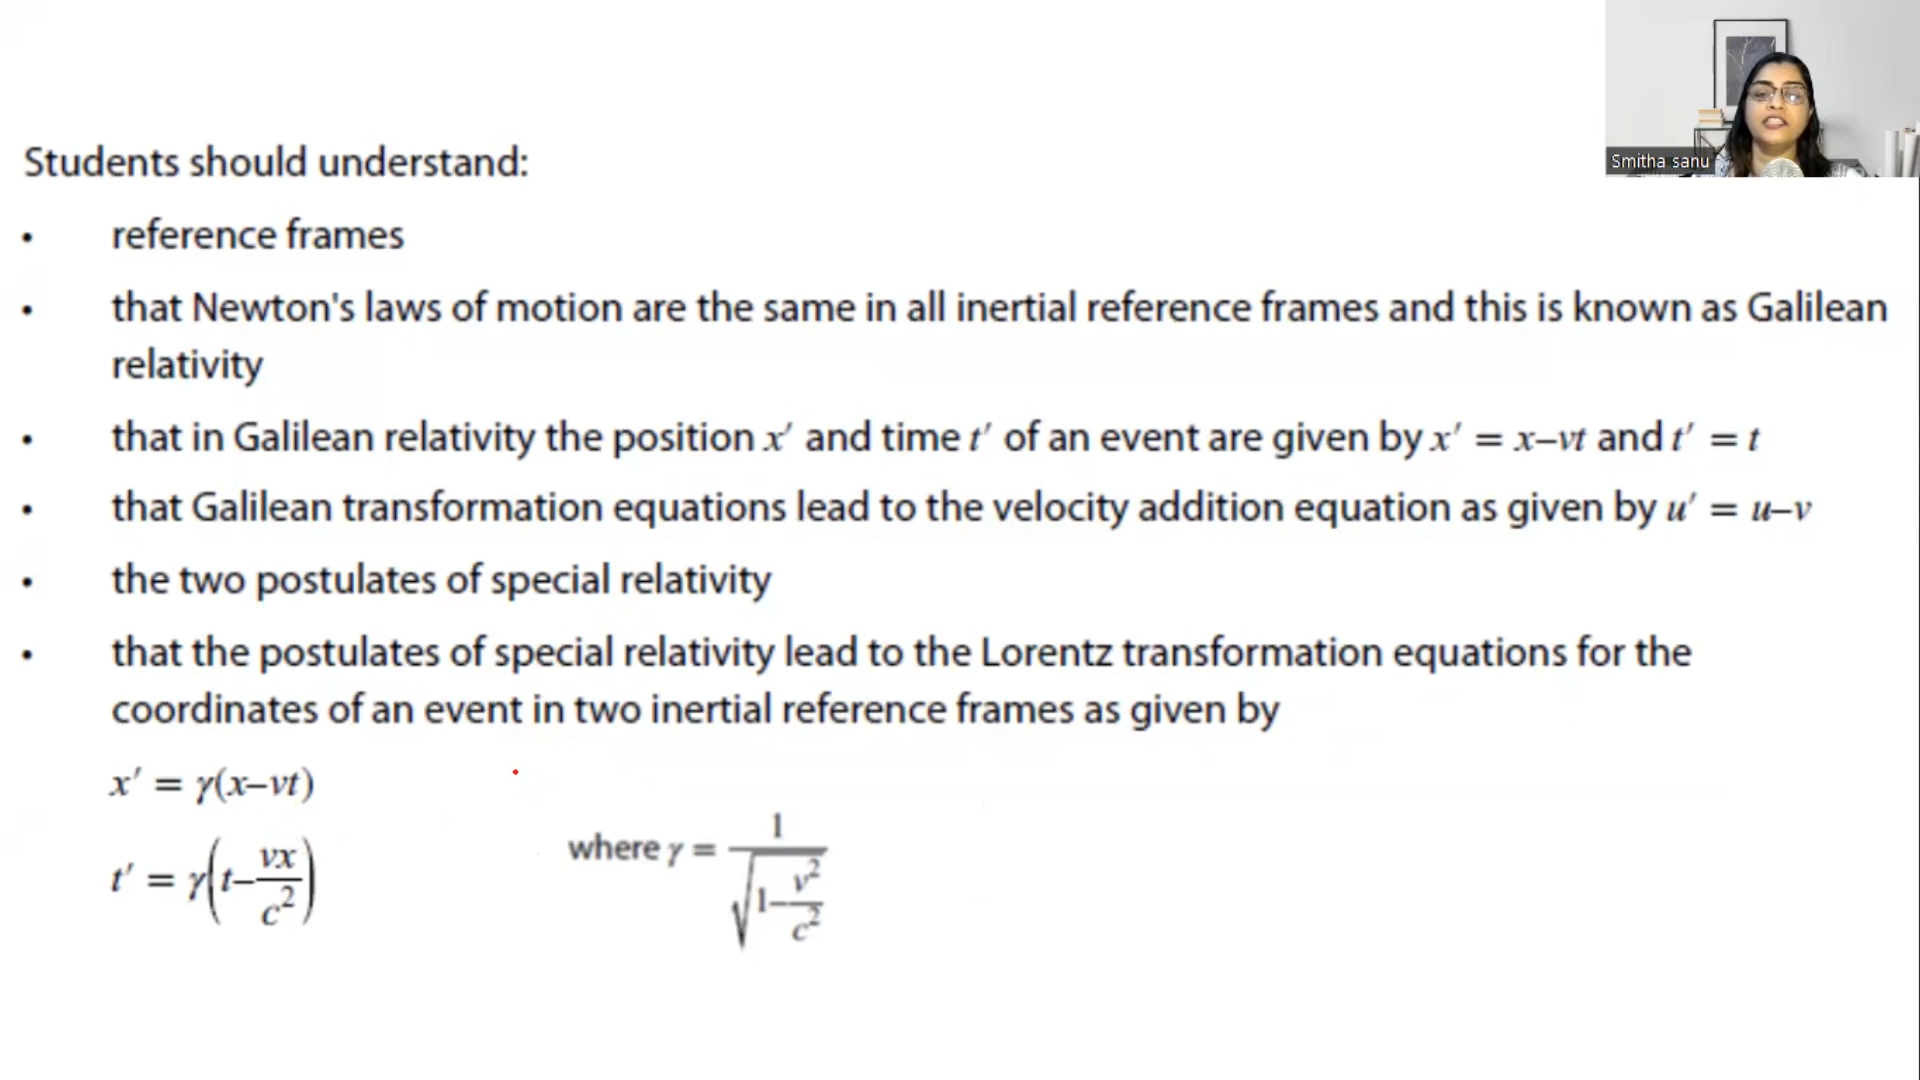 Smitha sanu
Students should understand:
• reference frames
• that Newton's laws of motion are the same in all inertial reference frames and this is known as Galilean
relativity
• that in Galilean relativity the position x′ and time t′ of an event are given by x′ = x–vt and t′ = t
• that Galilean transformation equations lead to the velocity addition equation as given by u′ = u–v
• the two postulates of special relativity
• that the postulates of special relativity lead to the Lorentz transformation equations for the
coordinates of an event in two inertial reference frames as given by
x′ = γ(x–vt)
t′ = γ(t–vx/c²)
where γ = 1/√(1–v²/c²)